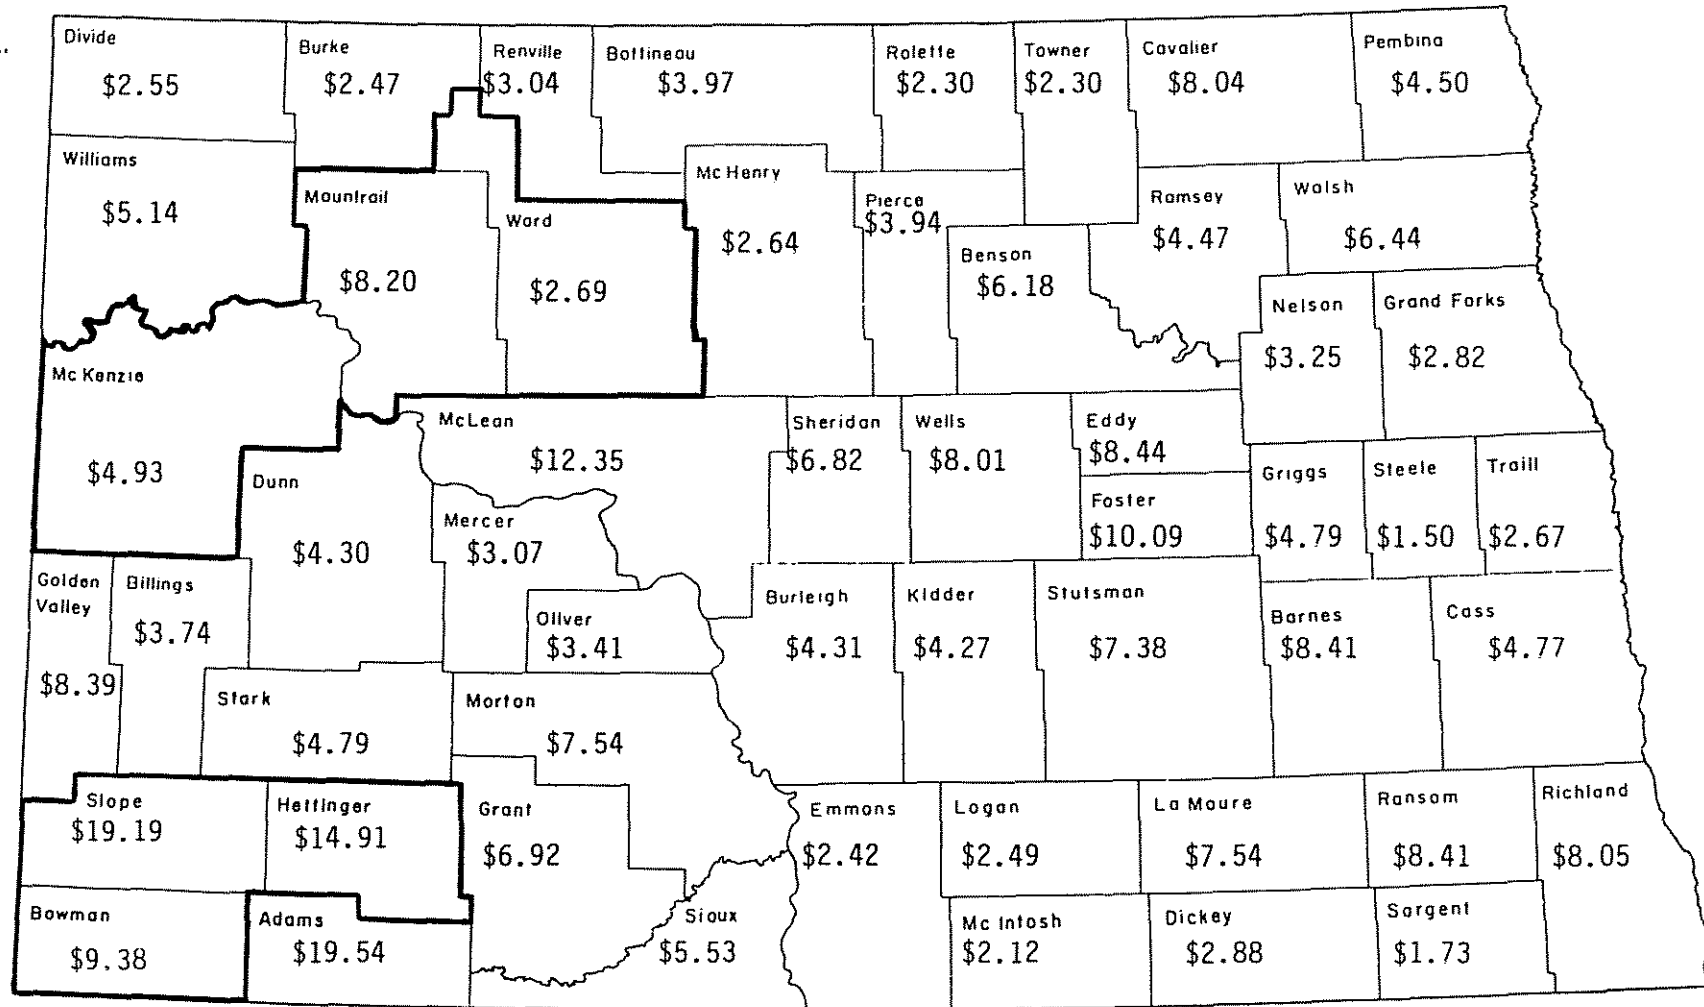 Divide
$2.55
Burke
$2.47
Renville
$3.04
Bottineau
$3.97
Rolette
$2.30
Towner
$2.30
Cavalier
$8.04
Pembina
$4.50
Williams
$5.14
Mountrail
$8.20
Ward
$2.69
Mc Henry
$2.64
Pierce
$3.94
Benson
$6.18
Ramsey
$4.47
Walsh
$6.44
Nelson
$3.25
Grand Forks
$2.82
Mc Kenzie
$4.93
Dunn
$4.30
McLean
$12.35
Mercer
$3.07
Oliver
$3.41
Sheridan
$6.82
Wells
$8.01
Eddy
$8.44
Foster
$10.09
Griggs
$4.79
Steele
$1.50
Traill
$2.67
Golden
Valley
$8.39
Billings
$3.74
Stark
$4.79
Morton
$7.54
Burleigh
$4.31
Kidder
$4.27
Stutsman
$7.38
Barnes
$8.41
Cass
$4.77
Slope
$19.19
Hettinger
$14.91
Grant
$6.92
Emmons
$2.42
Logan
$2.49
La Moure
$7.54
Ransom
$8.41
Richland
$8.05
Bowman
$9.38
Adams
$19.54
Sioux
$5.53
Mc Intosh
$2.12
Dickey
$2.88
Sargent
$1.73